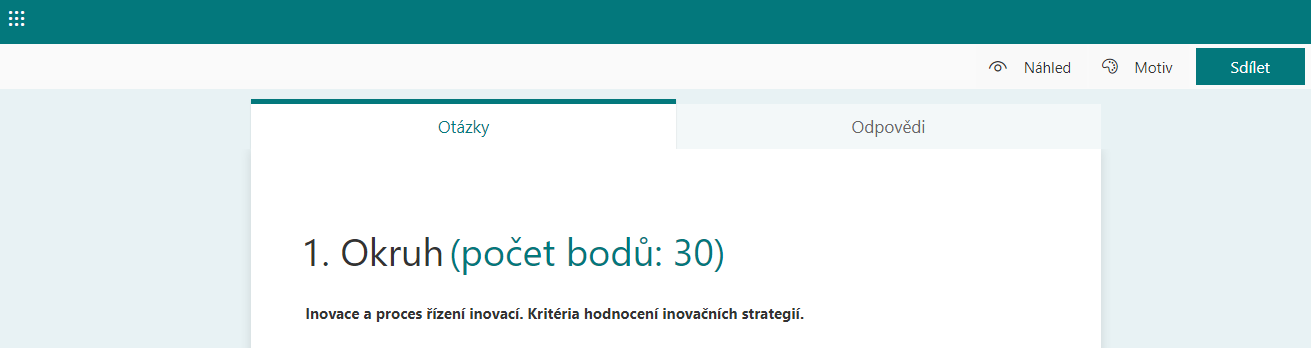 Náhled Motiv Sdílet
Otázky Odpovědi
1. Okruh (počet bodů: 30)
Inovace a proces řízení inovací. Kritéria hodnocení inovačních strategií.